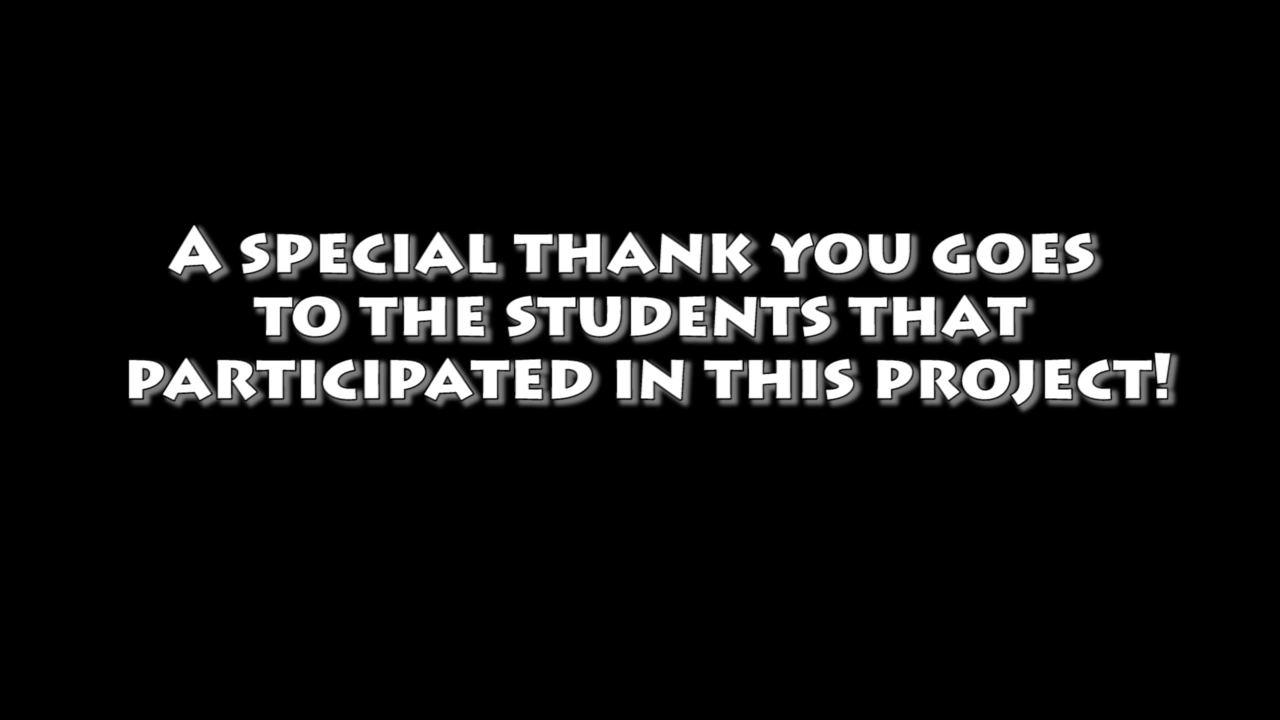 A special thank you goes
to the students that
participated in this project!